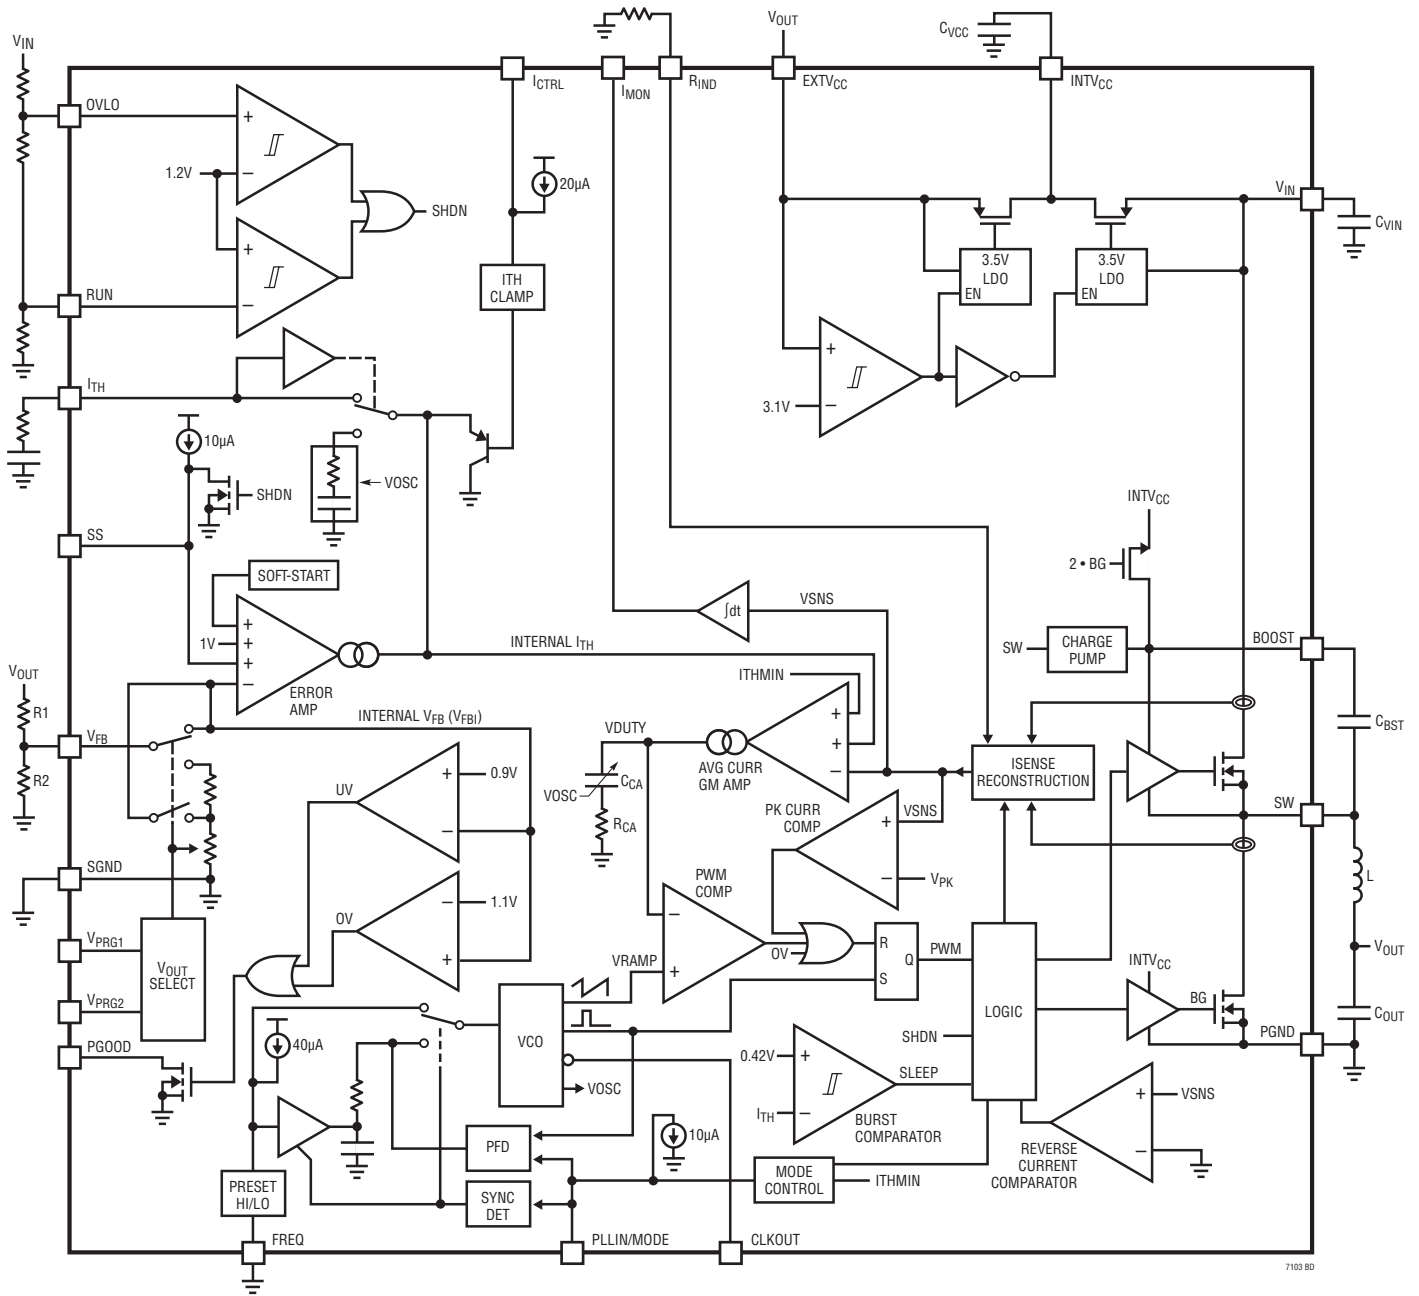 VOUT
CVCC
VIN
ICTRL
IMON
RIND
EXTVCC
INTVCC
OVLO
+
1.2V
−
20µA
SHDN
VIN
CVIN
+
3.5V
LDO
3.5V
LDO
ITH
CLAMP
RUN
−
EN
EN
+
ITH
3.1V
−
10µA
VOSC
SHDN
INTVCC
SS
2 • BG
SOFT-START
VSNS
∫dt
+
1V
+
+
INTERNAL ITH
SW
CHARGE
PUMP
BOOST
VOUT
−
ERROR
AMP
ITHMIN
R1
INTERNAL VFB (VFBI)
VDUTY
+
CBST
VFB
+
0.9V
AVG CURR
GM AMP
+
−
ISENSE
RECONSTRUCTION
R2
UV
VOSC
CCA
PK CURR
COMP
VSNS
SW
−
RCA
+
SGND
PWM
COMP
−
VPK
L
1.1V
−
OV
−
VPRG1
VOUT
SELECT
+
VRAMP
+
OV
R
Q
S
PWM
INTVCC
VOUT
VPRG2
BG
LOGIC
COUT
PGOOD
40µA
VCO
SHDN
PGND
0.42V
+
SLEEP
VOSC
+
VSNS
ITH
−
BURST
COMPARATOR
10µA
PFD
REVERSE
CURRENT
COMPARATOR
−
MODE
CONTROL
ITHMIN
PRESET
HI/LO
SYNC
DET
FREQ
PLLIN/MODE
CLKOUT
7103 BD